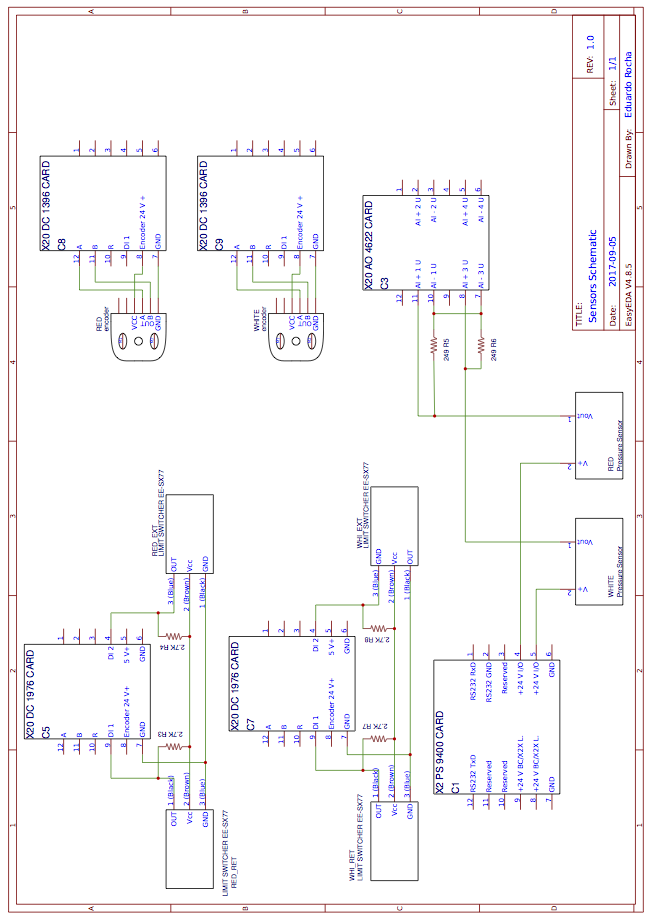 A
B
C
D
5
4
3
2
1
X20 DC 1396 CARD
C8
1
2
3
4
5
6
12
11
10
9
8
7
A
B
R
DI 1
Encoder 24 V +
GND
RED
encoder
VCC
GND
X20 DC 1396 CARD
C9
1
2
3
4
5
6
12
11
10
9
8
7
A
B
R
DI 1
Encoder 24 V +
GND
WHITE
encoder
VCC
GND
X20 AO 4622 CARD
C3
1
2
3
4
5
6
AI + 2 U
AI - 2 U
AI + 4 U
AI - 4 U
12
11
10
9
8
7
AI + 1 U
AI - 1 U
AI + 3 U
AI - 3 U
249 R5
249 R6
RED_EXT
LIMIT SWITCHER EE-SX77
OUT
Vcc
GND
3 (Blue)
2 (Brown)
1 (Black)
X20 DC 1976 CARD
C5
1
2
3
4
5
6
DI 2
5 V+
GND
12
11
10
9
8
7
A
B
R
DI 1
Encoder 24 V+
GND
2.7K R4
2.7K R3
1 (Black)
2 (Brown)
3 (Blue)
OUT
Vcc
GND
LIMIT SWITCHER EE-SX77
RED_RET
WHI_EXT
LIMIT SWITCHER EE-SX77
GND
Vcc
OUT
3 (Blue)
2 (Brown)
1 (Black)
X20 DC 1976 CARD
C7
1
2
3
4
5
6
DI 2
5 V+
GND
12
11
10
9
8
7
A
B
R
DI 1
Encoder 24 V+
GND
2.7K R8
2.7K R7
1 (Black)
2 (Brown)
3 (Blue)
OUT
Vcc
GND
WHI_RET
LIMIT SWITCHER EE-SX77
X2 PS 9400 CARD
C1
1
2
3
4
5
6
RS232 RxD
RS232 GND
Reserved
+24 V I/O
+24 V I/O
GND
12
11
10
9
8
7
RS232 TxD
Reserved
Reserved
+24 V BC/X2X L.
+24 V BC/X2X L.
GND
Vout
V+
1
2
RED
Pressure Sensor
Vout
V+
1
2
WHITE
Pressure Sensor
TITLE:
Sensors Schematic
REV: 1.0
Date: 2017-09-05
Sheet: 1/1
EasyEDA V4.8.5
Drawn By: Eduardo Rocha
A
B
C
D
5
4
3
2
1